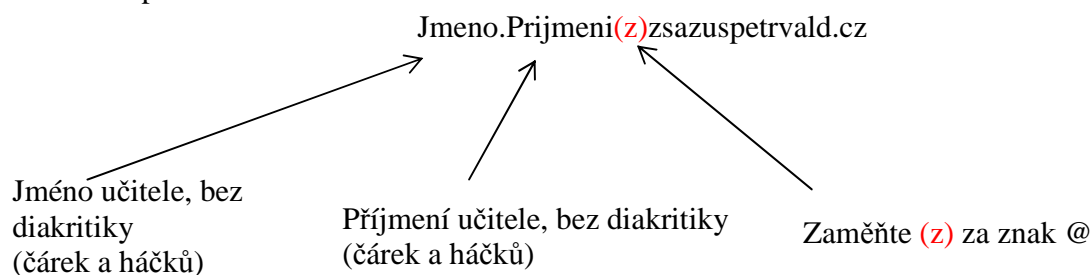 Jmeno.Prijmeni(z)zsazuspetrvald.cz
Jméno učitele, bez
diakritiky
(čárek a háčků)
Příjmení učitele, bez diakritiky
(čárek a háčků)
Zaměňte (z) za znak @